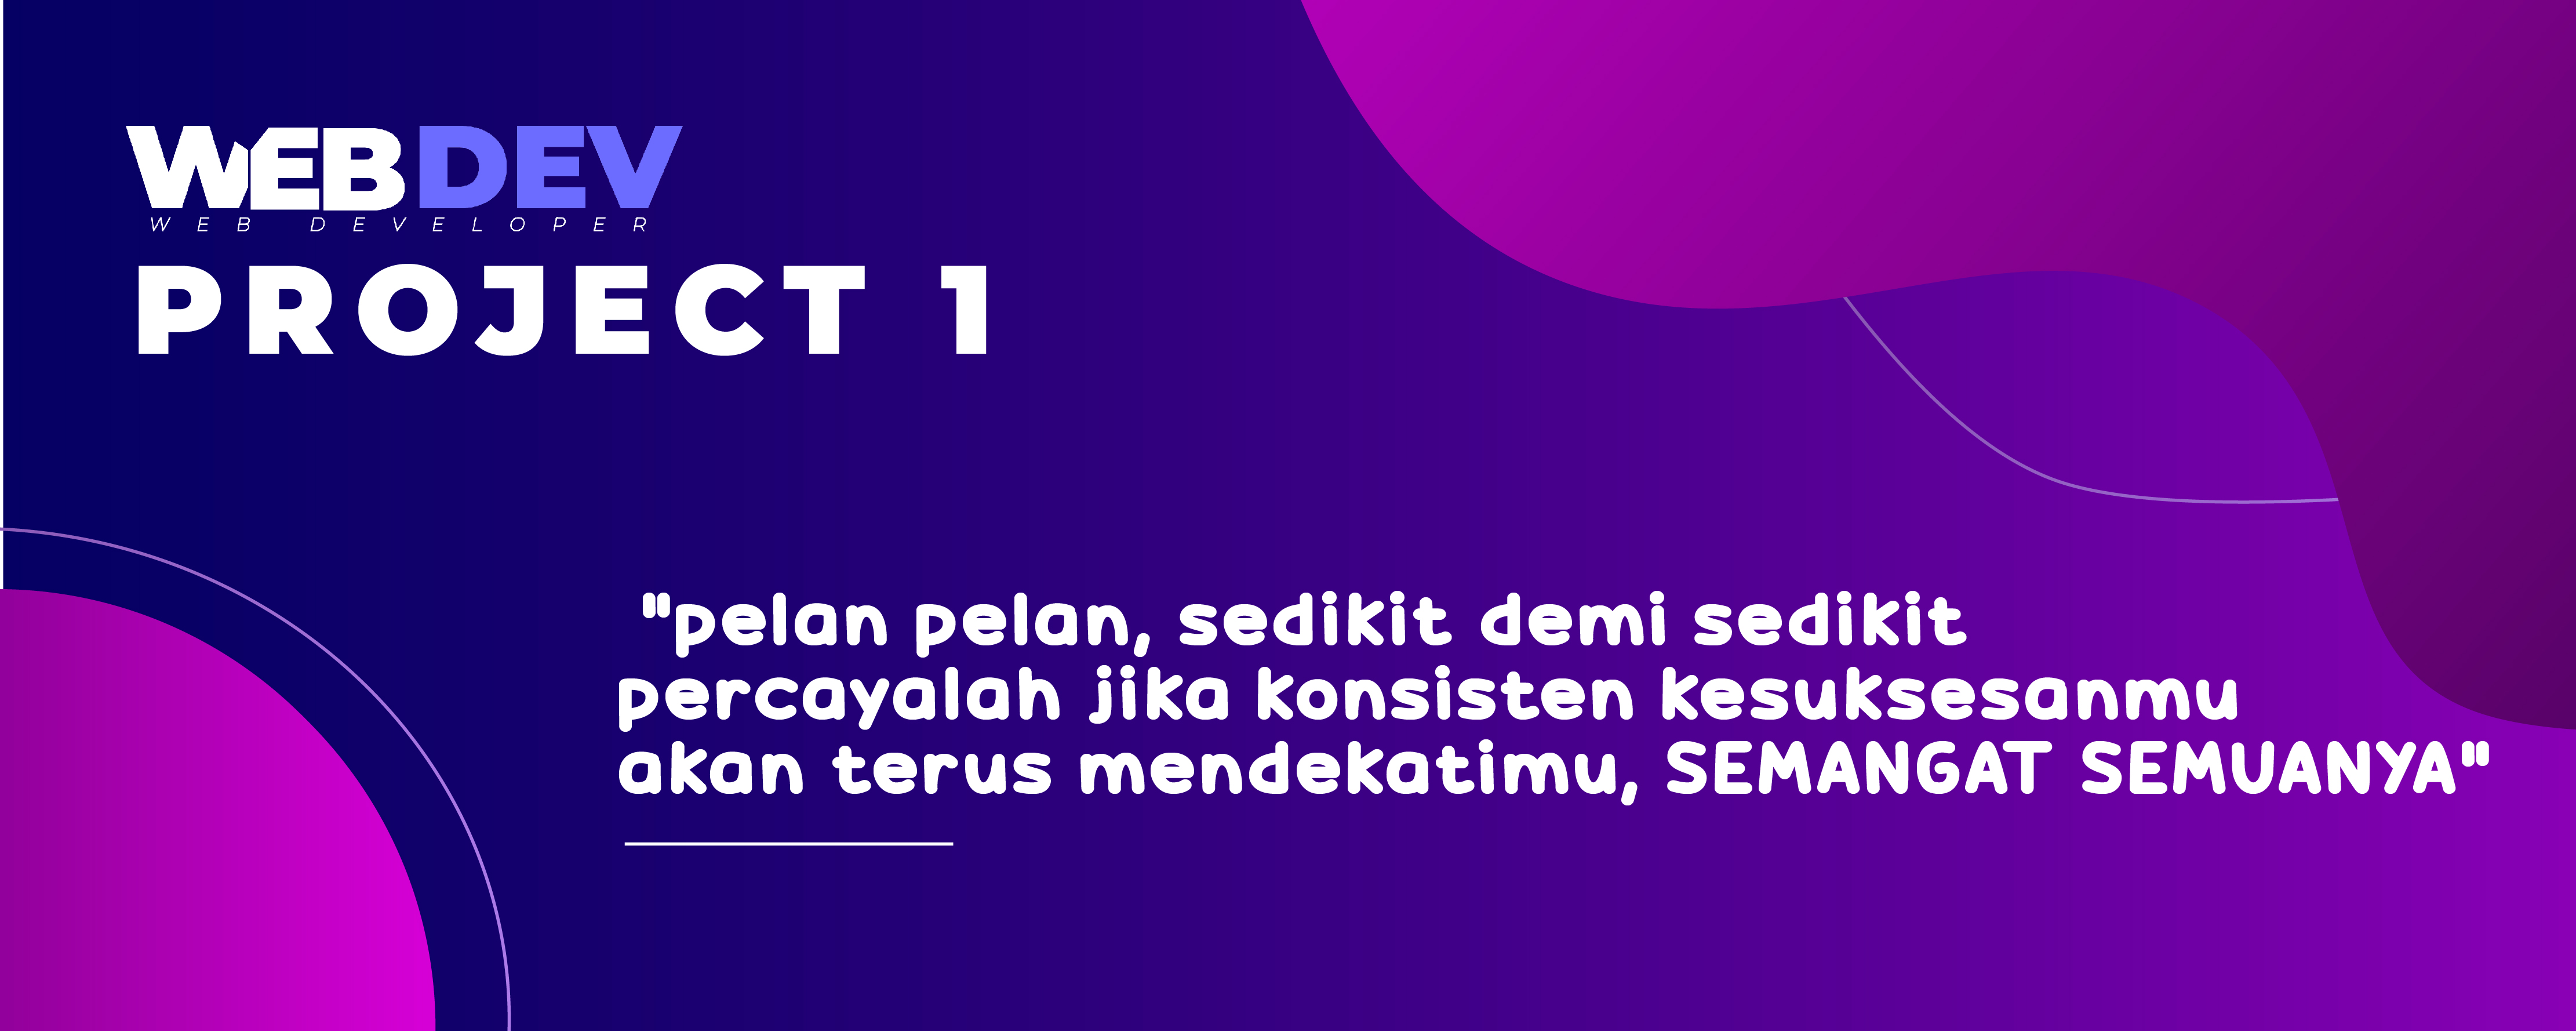 WEBDEV
WEB DEVELOPER
PROJECT 1
"pelan pelan, sedikit demi sedikit
percayalah jika konsisten kesuksesanmu
akan terus mendekatimu, SEMANGAT SEMUANYA"